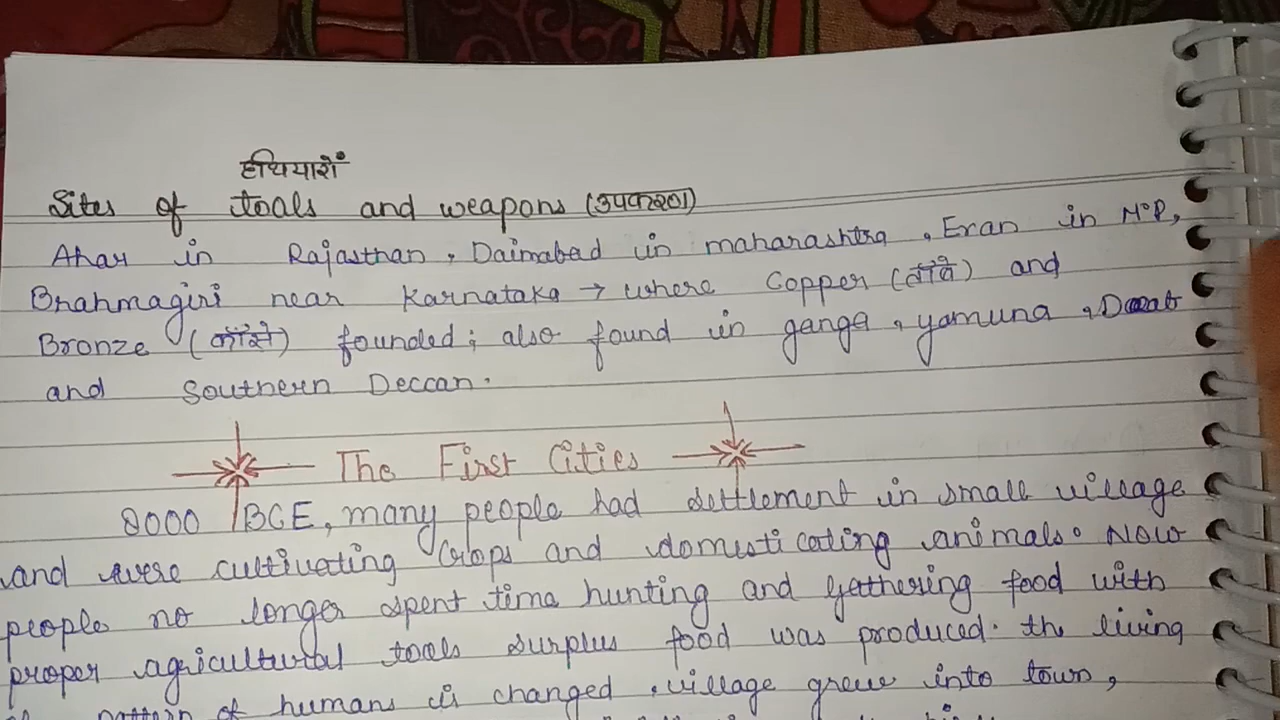 हथियारों
Sites of tools and weapons (उपकरण)
Ahar in Rajasthan, Daimabad in maharashtra, Eran in M.P,
Brahmagiri near Karnataka → where Copper (तांबे) and
Bronze (काँसे) founded; also found in ganga, yamuna, Doab
and Southern Deccan.
The First Cities
8000 BCE, many people had settlement in small village
and were cultivating crops and domesticating animals. Now
people no longer spent time hunting and gathering food with
proper agricultural tools surplus food was produced. the living
pattern of humans is changed, village grew into town,